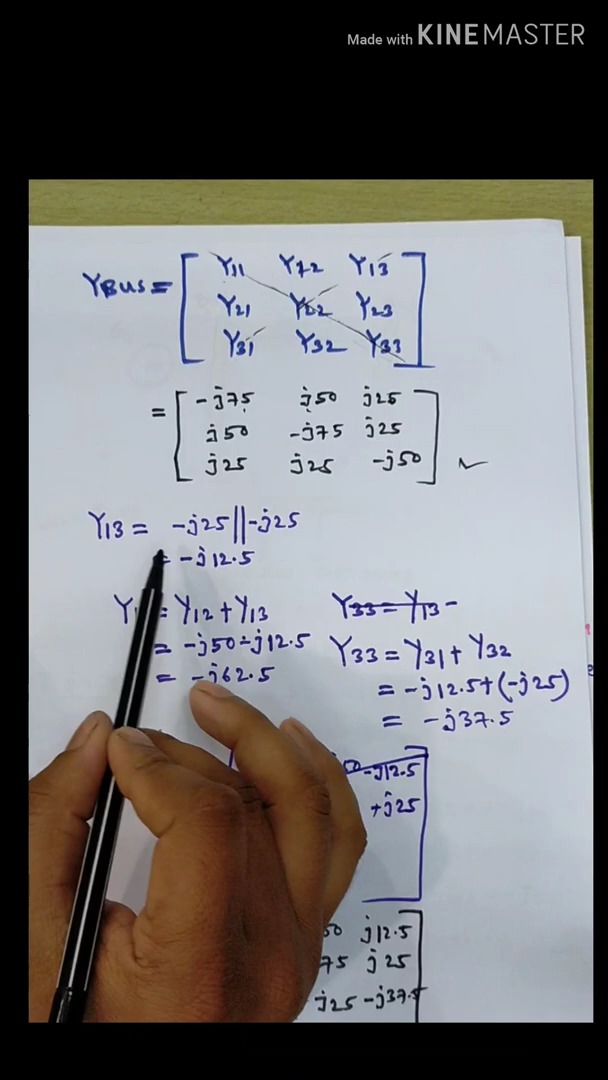 Made with KINEMASTER
YBUS = [ Y11 Y12 Y13
Y21 Y22 Y23
Y31 Y32 Y33 ]
= [ -j75 j50 j25
j50 -j75 j25
j25 j25 -j50 ] ✓
Y13 = -j25 || -j25
= -j12.5
= Y12 + Y13
= -j50 - j12.5
= -j62.5
Y33 = Y13 -
Y33 = Y31 + Y32
= -j12.5 + (-j25)
= -j37.5
-j12.5
+j25
50 j12.5
75 j25
j25 -j37.5